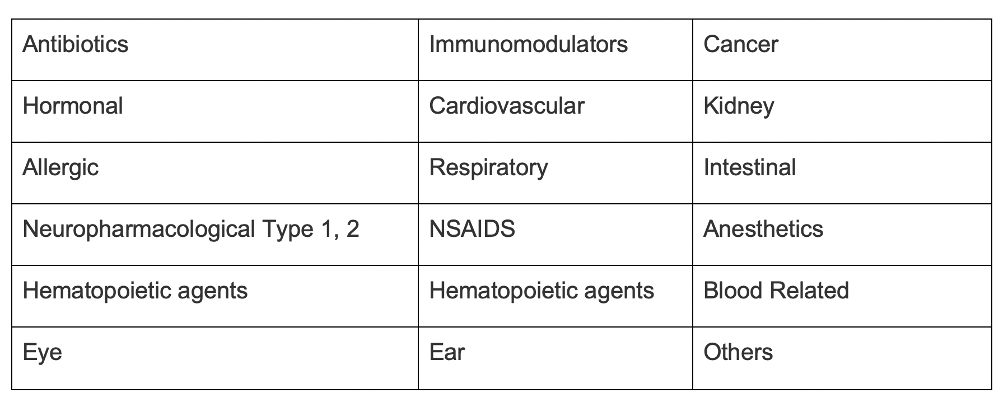 Antibiotics Immunomodulators Cancer
Hormonal Cardiovascular Kidney
Allergic Respiratory Intestinal
Neuropharmacological Type 1, 2 NSAIDS Anesthetics
Hematopoietic agents Hematopoietic agents Blood Related
Eye Ear Others